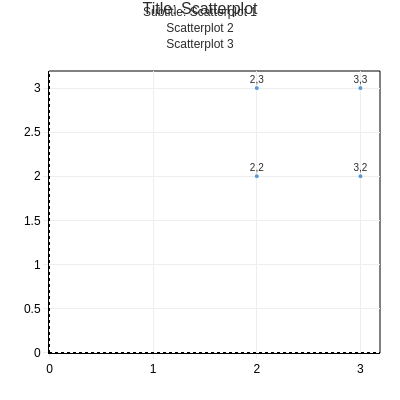 Title: Scatterplot
Subtitle: Scatterplot 1
Scatterplot 2
Scatterplot 3
2,3 3,3
3
2.5
2,2 3,2
2
1.5
1
0.5
0
0 1 2 3